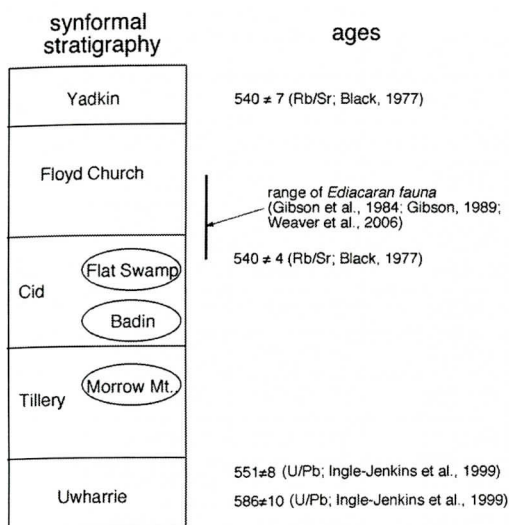 synformal
stratigraphy
ages
Yadkin
540 ≠ 7 (Rb/Sr; Black, 1977)
Floyd Church
range of Ediacaran fauna
(Gibson et al., 1984; Gibson, 1989;
Weaver et al., 2006)
Flat Swamp
540 ≠ 4 (Rb/Sr; Black, 1977)
Cid
Badin
Morrow Mt.
Tillery
551≠8 (U/Pb; Ingle-Jenkins et al., 1999)
Uwharrie
586≠10 (U/Pb; Ingle-Jenkins et al., 1999)